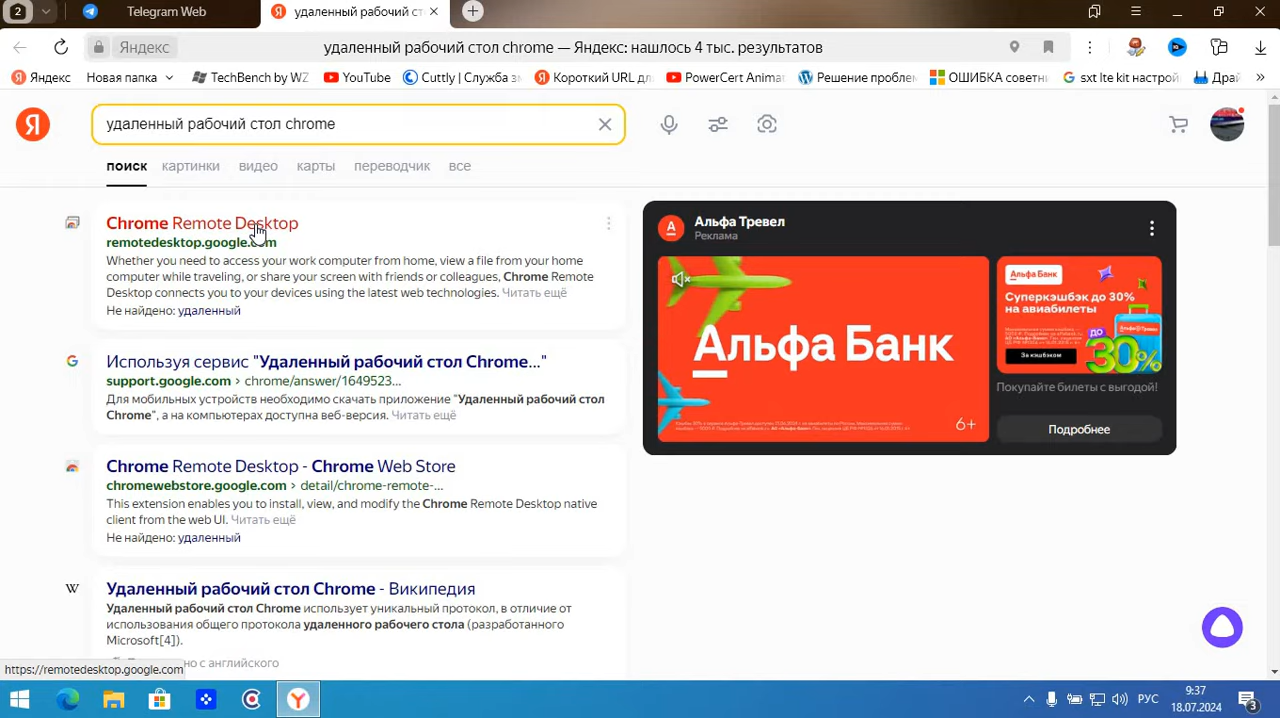 2
Telegram Web
удаленный рабочий ст
Яндекс
удаленный рабочий стол chrome — Яндекс: нашлось 4 тыс. результатов
Яндекс
Новая папка
TechBench by WZ
YouTube
Cuttly | Служба
Короткий URL
PowerCert Anima
Решение пробле
ОШИБКА советн
sxt lte kit настрой
Драй
»
Я
удаленный рабочий стол chrome
поиск
картинки
видео
карты
переводчик
все
Chrome Remote Desktop
remotedesktop.google.com
Whether you need to access your work computer from home, view a file from your home
computer while traveling, or share your screen with friends or colleagues, Chrome Remote
Desktop connects you to your devices using the latest web technologies. Читать ещё
Не найдено: удаленный
Используя сервис "Удаленный рабочий стол Chrome..."
support.google.com › chrome/answer/1649523...
Для мобильных устройств необходимо скачать приложение "Удаленный рабочий стол
Chrome", а на компьютерах доступна веб-версия. Читать ещё
Chrome Remote Desktop - Chrome Web Store
chromewebstore.google.com › detail/chrome-remote-...
This extension enables you to install, view, and modify the Chrome Remote Desktop native
client from the web UI. Читать ещё
Не найдено: удаленный
W
Удаленный рабочий стол Chrome - Википедия
Удаленный рабочий стол Chrome использует уникальный протокол, в отличие от
использования общего протокола удаленного рабочего стола (разработанного
Microsoft[4]).
но с английского
Альфа Тревел
Реклама
Альфа Банк
6+
Альфа Банк
Суперкэшбэк до 30%
на авиабилеты
За кэшбэком
до
30%
Покупайте билеты с выгодой!
Подробнее
https://remotedesktop.google.com
РУС
9:37
18.07.2024
3